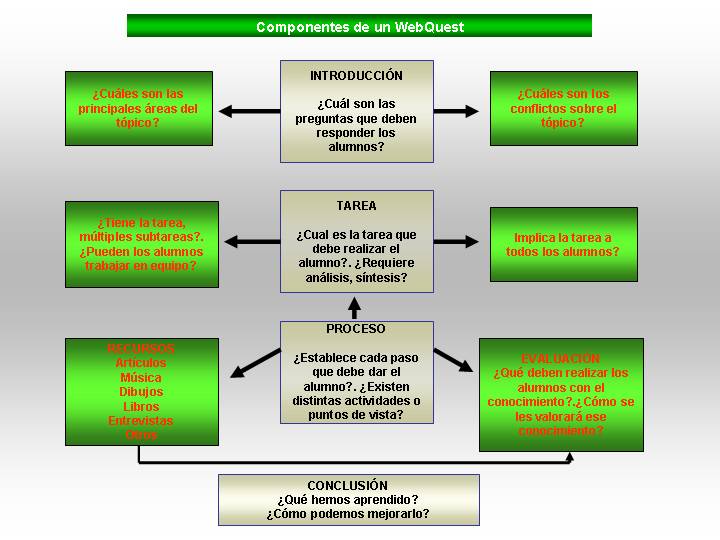 Componentes de un WebQuest
INTRODUCCIÓN
¿Cuál son las
preguntas que deben
responder los
alumnos?
¿Cuáles son las
principales áreas del
tópico?
¿Cuáles son los
conflictos sobre el
tópico?
TAREA
¿Cual es la tarea que
debe realizar el
alumno?. ¿Requiere
análisis, síntesis?
¿Tiene la tarea,
múltiples subtareas?.
¿Pueden los alumnos
trabajar en equipo?
Implica la tarea a
todos los alumnos?
PROCESO
¿Establece cada paso
que debe dar el
alumno?. ¿Existen
distintas actividades o
puntos de vista?
RECURSOS
Artículos
Música
Dibujos
Libros
Entrevistas
Otros
EVALUACIÓN
¿Qué deben realizar los
alumnos con el
conocimiento?.¿Cómo se
les valorará ese
conocimiento?
CONCLUSIÓN
¿Qué hemos aprendido?
¿Cómo podemos mejorarlo?